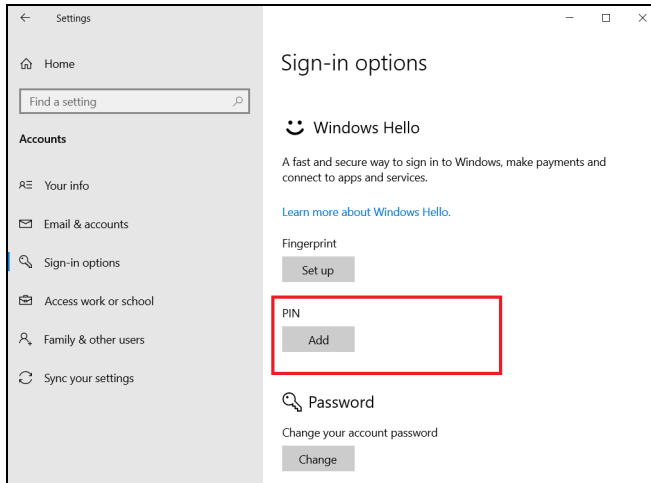 Settings
Home
Find a setting
Accounts
Your info
Email & accounts
Sign-in options
Access work or school
Family & other users
Sync your settings
Sign-in options
Windows Hello
A fast and secure way to sign in to Windows, make payments and
connect to apps and services.
Learn more about Windows Hello.
Fingerprint
Set up
PIN
Add
Password
Change your account password
Change